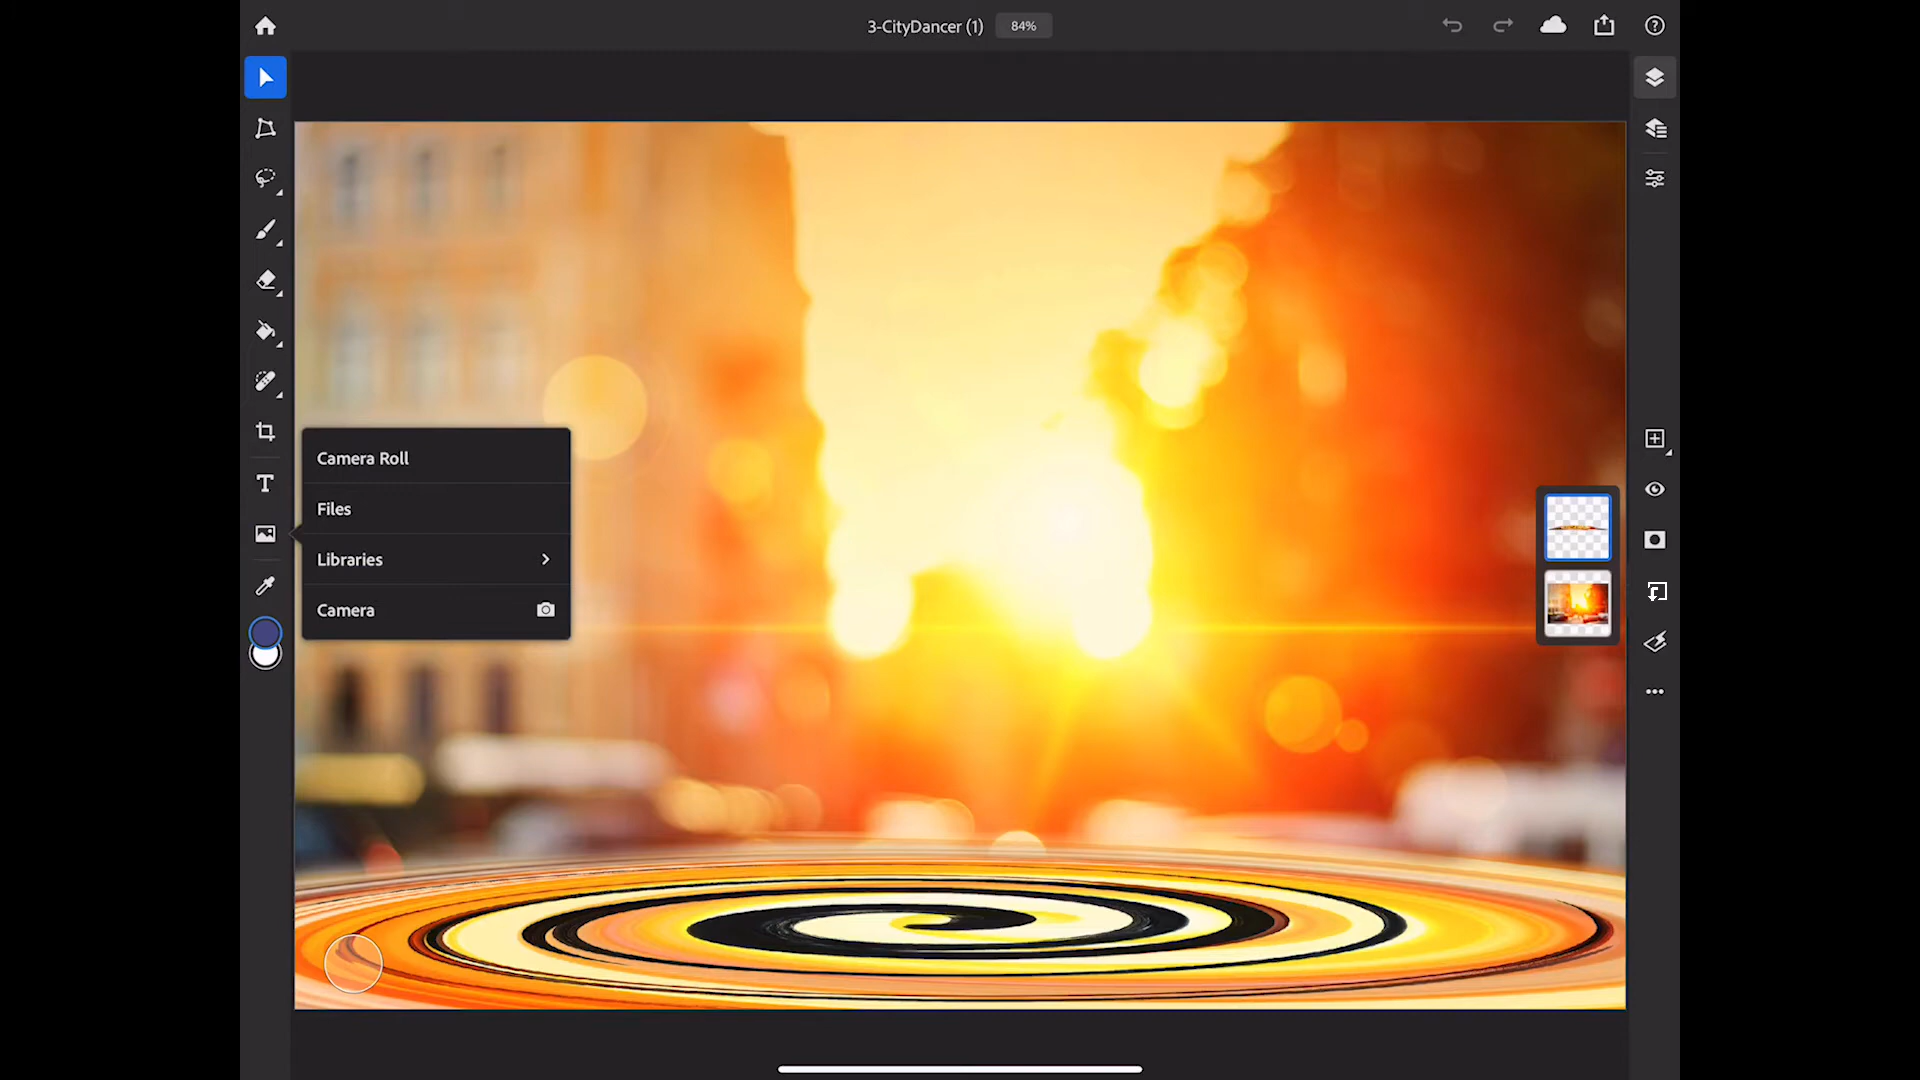 3-CityDancer (1) 84%
Camera Roll
Files
Libraries
Camera